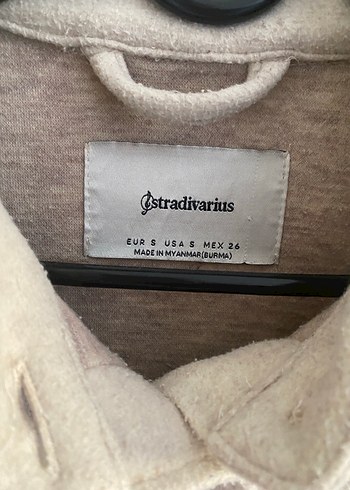 stradivarius
EUR S USA S MEX 26
MADE IN MYANMAR(BURMA)